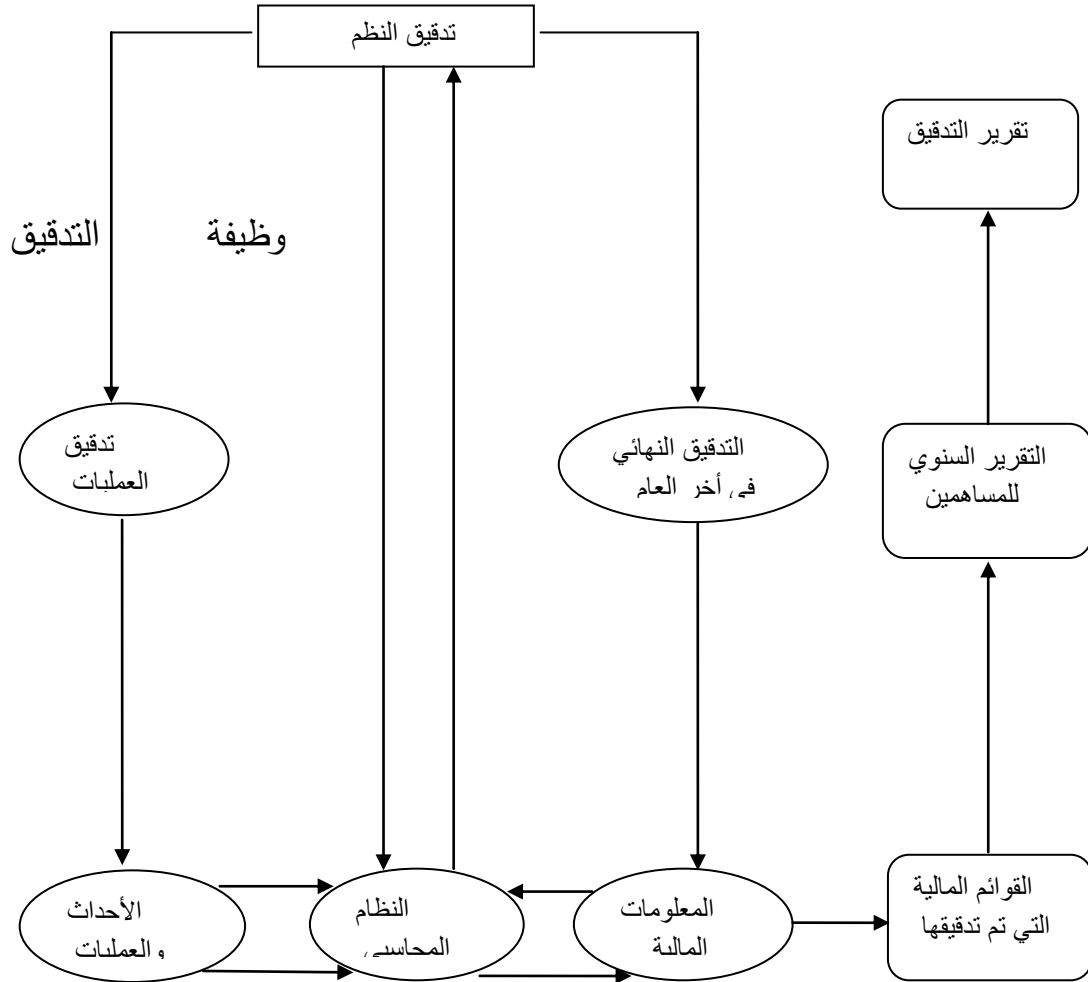 تدقيق النظم
تقرير التدقيق
وظيفة
التدقيق
تدقيق
العمليات
التدقيق النهائي
في أخر العام
التقرير السنوي
للمساهمين
الأحداث
والعمليات
النظام
المحاسبي
المعلومات
المالية
القوائم المالية
التي تم تدقيقها